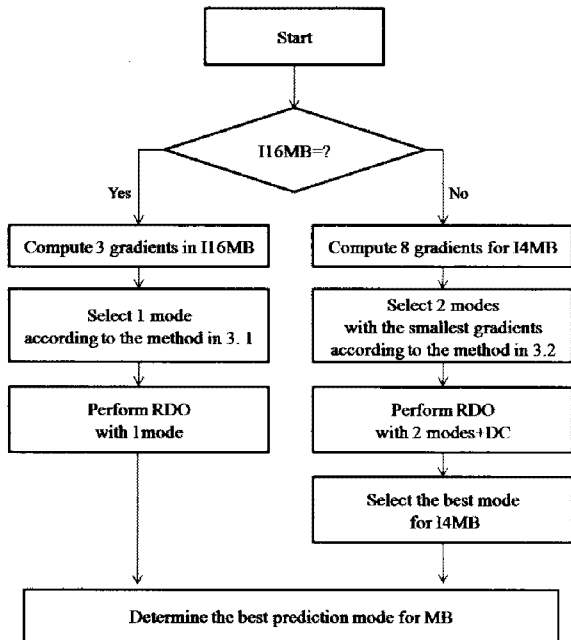 Start
I16MB=?
Yes
No
Compute 3 gradients in I16MB
Compute 8 gradients for I4MB
Select 1 mode
according to the method in 3. 1
Select 2 modes
with the smallest gradients
according to the method in 3.2
Perform RDO
with 1mode
Perform RDO
with 2 modes+DC
Select the best mode
for I4MB
Determine the best prediction mode for MB